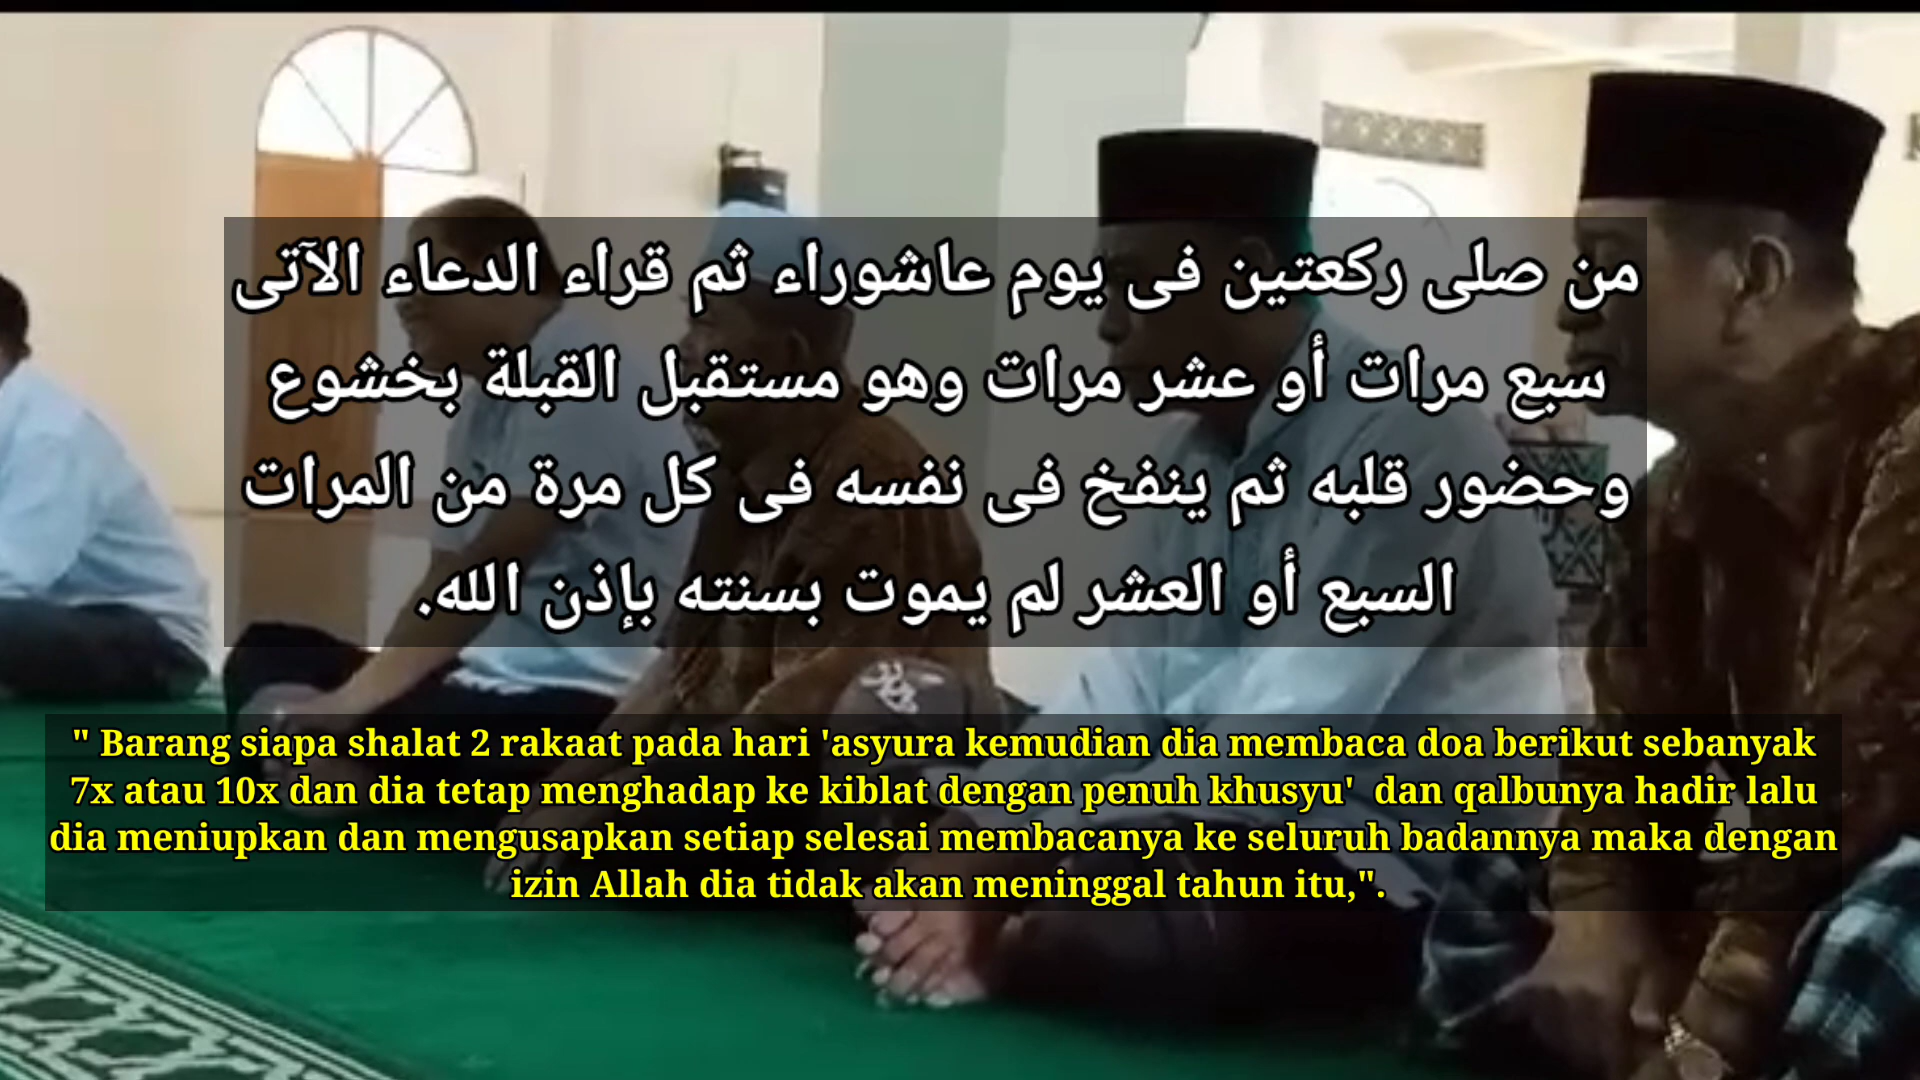 من صلى ركعتين فى يوم عاشوراء ثم قراء الدعاء الآتى
سبع مرات أو عشر مرات وهو مستقبل القبلة بخشوع
وحضور قلبه ثم ينفخ فى نفسه فى كل مرة من المرات
السبع أو العشر لم يموت بسنته بإذن الله.
" Barang siapa shalat 2 rakaat pada hari 'asyura kemudian dia membaca doa berikut sebanyak
7x atau 10x dan dia tetap menghadap ke kiblat dengan penuh khusyu'  dan qalbunya hadir lalu
dia meniupkan dan mengusapkan setiap selesai membacanya ke seluruh badannya maka dengan
izin Allah dia tidak akan meninggal tahun itu,".